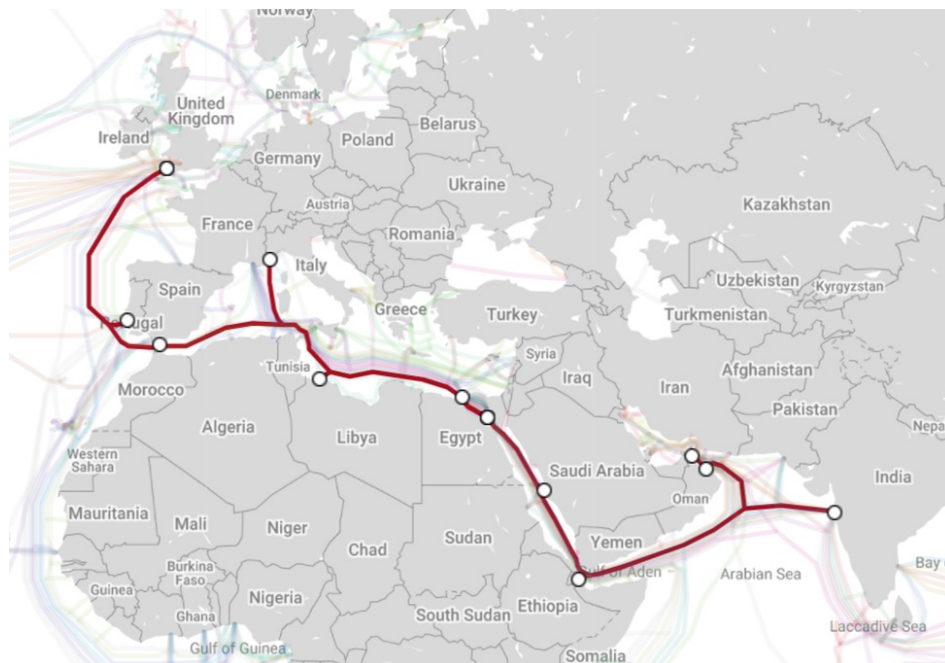 Norway
United
Kingdom
Denmark
Ireland
Belarus
Poland
Germany
Ukraine
Kazakhstan
Austria
France
Romania
Italy
Uzbekistan
Kyrgyzstan
Spain
Greece
Turkey
Turkmenistan
Portugal
Syria
Tunisia
Iraq
Iran
Afghanistan
Morocco
Pakistan
Algeria
Libya
Egypt
Nepa
Western
Sahara
Saudi Arabia
India
Oman
Mauritania
Mali
Niger
Chad
Sudan
Yemen
Gulf of Aden
Arabian Sea
Bay
Burkina
Faso
Guinea
Nigeria
Ethiopia
Ghana
South Sudan
Laccadive Sea
Gulf of Guinea
Somalia